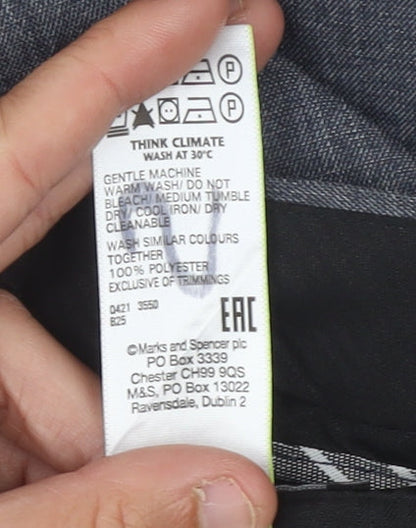 P
P
THINK CLIMATE
WASH AT 30°C
GENTLE MACHINE
WARM WASH/ DO NOT
BLEACH/ MEDIUM TUMBLE
DRY/ COOL IRON/ DRY
CLEANABLE
WASH SIMILAR COLOURS
TOGETHER
100% POLYESTER
EXCLUSIVE OF TRIMMINGS
0421 3550
B25
EAC
©Marks and Spencer plc
PO Box 3339
Chester CH99 9QS
M&S, PO Box 13022
Ravensdale, Dublin 2